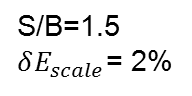 S/B=1.5
δE_scale = 2%